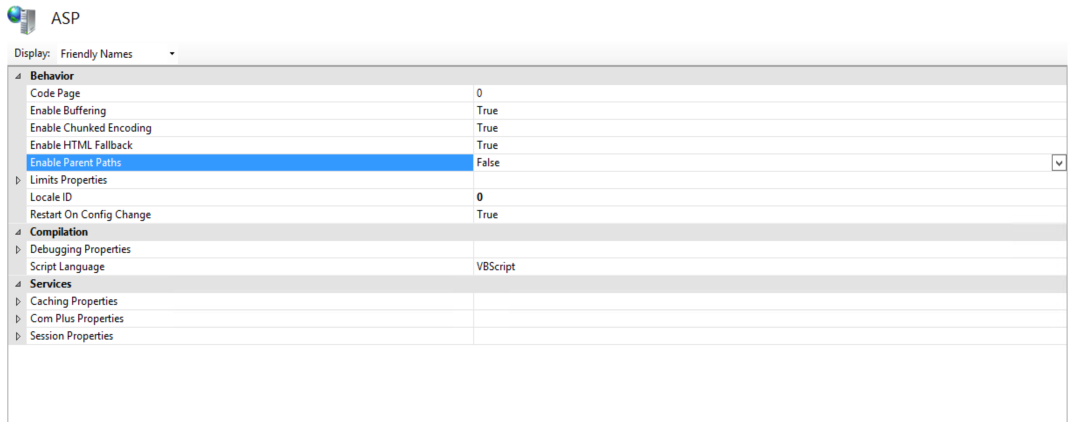 ASP
Display: Friendly Names
Behavior
Code Page 0
Enable Buffering True
Enable Chunked Encoding True
Enable HTML Fallback True
Enable Parent Paths False
Limits Properties
Locale ID 0
Restart On Config Change True
Compilation
Debugging Properties
Script Language VBScript
Services
Caching Properties
Com Plus Properties
Session Properties